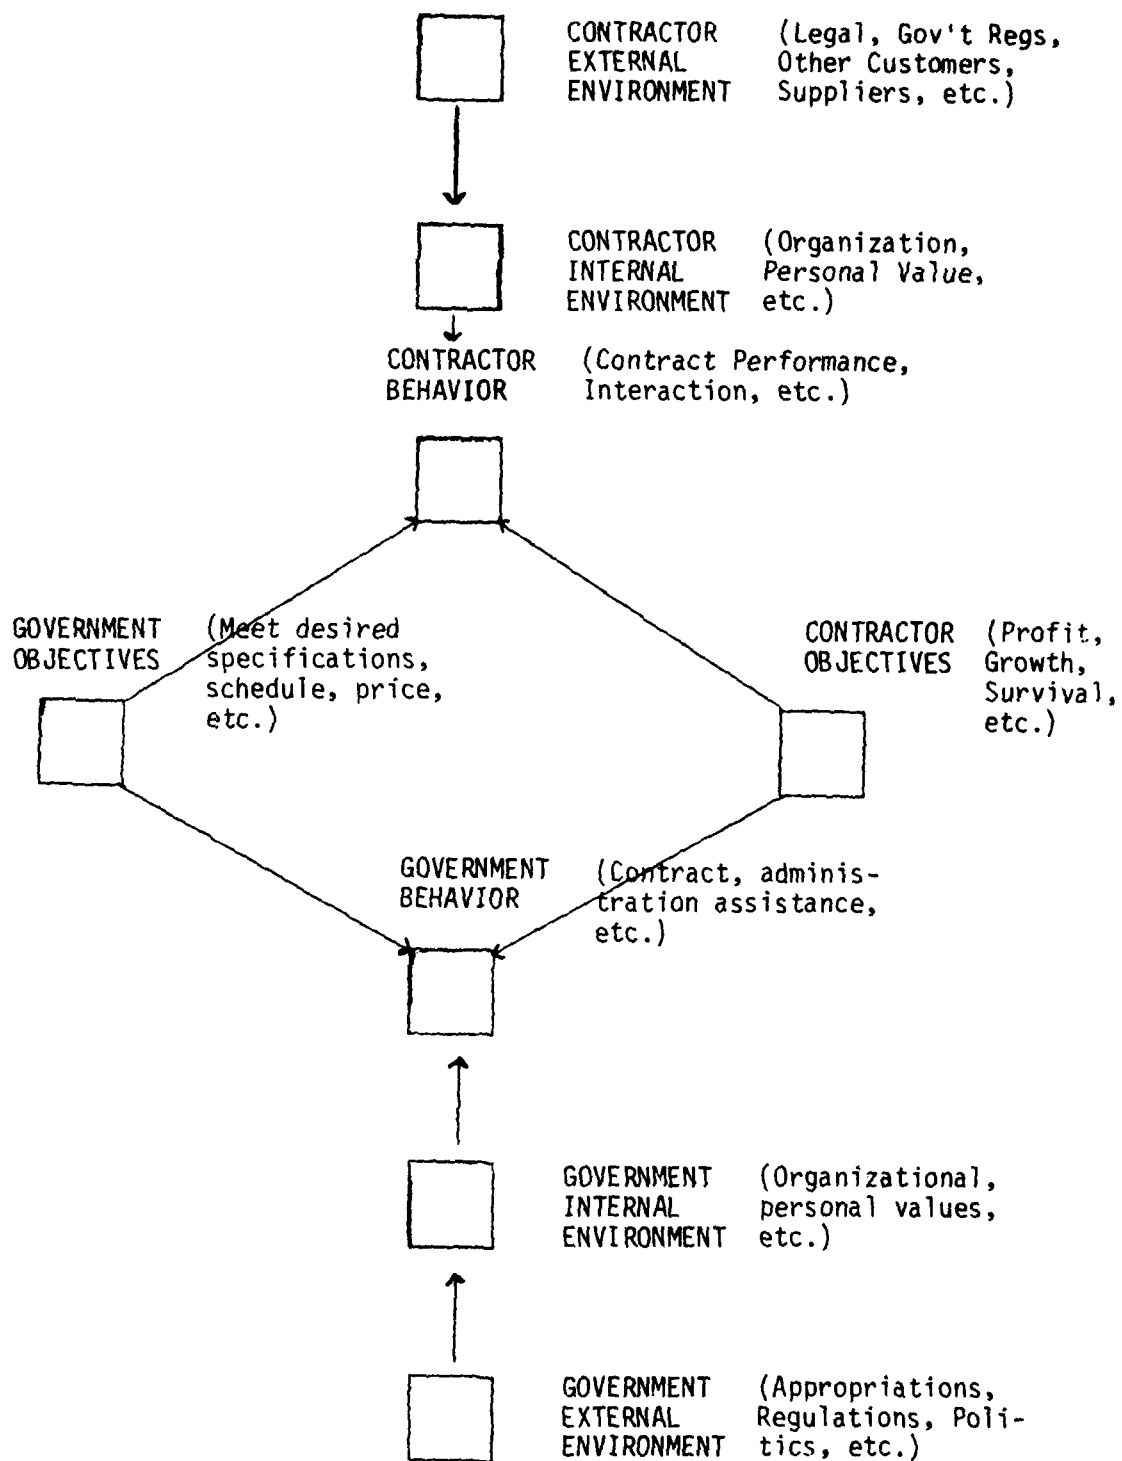 CONTRACTOR (Legal, Gov't Regs,
EXTERNAL Other Customers,
ENVIRONMENT Suppliers, etc.)
CONTRACTOR (Organization,
INTERNAL Personal Value,
ENVIRONMENT etc.)
CONTRACTOR (Contract Performance,
BEHAVIOR Interaction, etc.)
GOVERNMENT (Meet desired
OBJECTIVES specifications,
schedule, price,
etc.)
CONTRACTOR (Profit,
OBJECTIVES Growth,
Survival,
etc.)
GOVERNMENT (Contract, adminis-
BEHAVIOR tration assistance,
etc.)
GOVERNMENT (Organizational,
INTERNAL personal values,
ENVIRONMENT etc.)
GOVERNMENT (Appropriations,
EXTERNAL Regulations, Poli-
ENVIRONMENT tics, etc.)